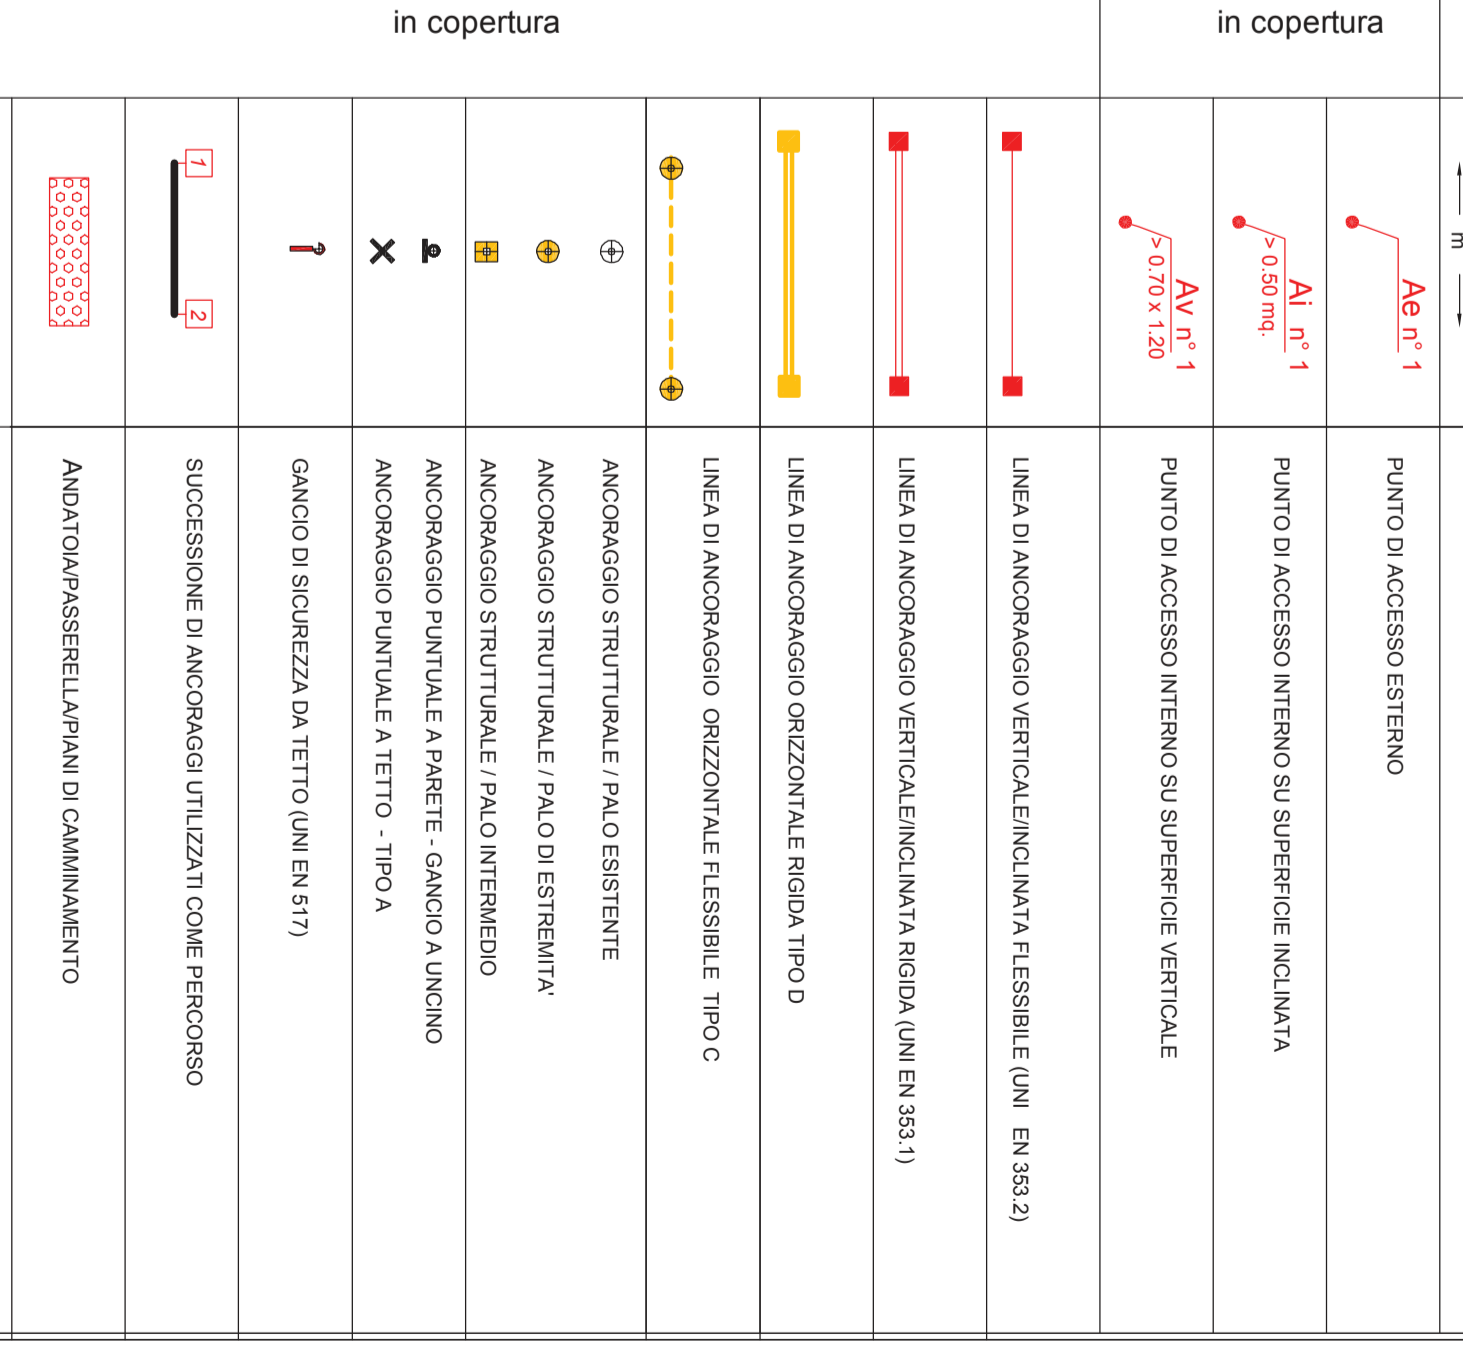 in copertura
in copertura
m
Ae n° 1
PUNTO DI ACCESSO ESTERNO
Ai n° 1
> 0.50 mq.
PUNTO DI ACCESSO INTERNO SU SUPERFICIE INCLINATA
Av n° 1
> 0.70 x 1.20
PUNTO DI ACCESSO INTERNO SU SUPERFICIE VERTICALE
LINEA DI ANCORAGGIO VERTICALE/INCLINATA FLESSIBILE (UNI EN 353.2)
LINEA DI ANCORAGGIO VERTICALE/INCLINATA RIGIDA (UNI EN 353.1)
LINEA DI ANCORAGGIO ORIZZONTALE RIGIDA TIPO D
LINEA DI ANCORAGGIO ORIZZONTALE FLESSIBILE TIPO C
ANCORAGGIO STRUTTURALE / PALO ESISTENTE
ANCORAGGIO STRUTTURALE / PALO DI ESTREMITA'
ANCORAGGIO STRUTTURALE / PALO INTERMEDIO
ANCORAGGIO PUNTUALE A PARETE - GANCIO A UNCINO
ANCORAGGIO PUNTUALE A TETTO - TIPO A
GANCIO DI SICUREZZA DA TETTO (UNI EN 517)
1
2
SUCCESSIONE DI ANCORAGGI UTILIZZATI COME PERCORSO
ANDATOIA/PASSERELLA/PIANI DI CAMMINAMENTO